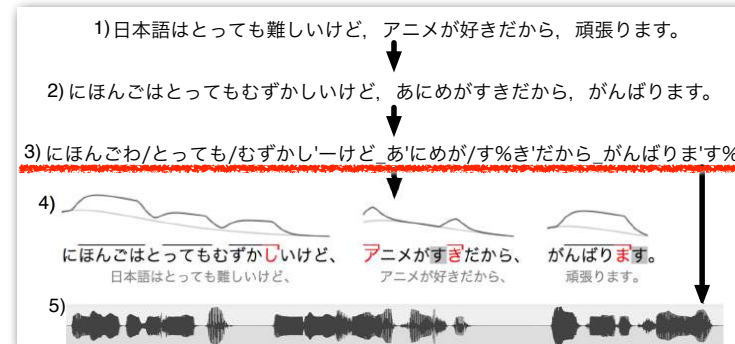 1)日本語はとっても難しいけど，アニメが好きだから，頑張ります。
2)にほんごはとってもむずかしいけど，あにめがすきだから，がんばります。
3)にほんごわ/とっても/むずかし'ーけど_あ'にめが/す%き'だから_がんばりま'す%
4)
にほんごはとってもむずかしいけど、 アニメがすきだから、 がんばります。
日本語はとっても難しいけど、 アニメが好きだから、 頑張ります。
5)